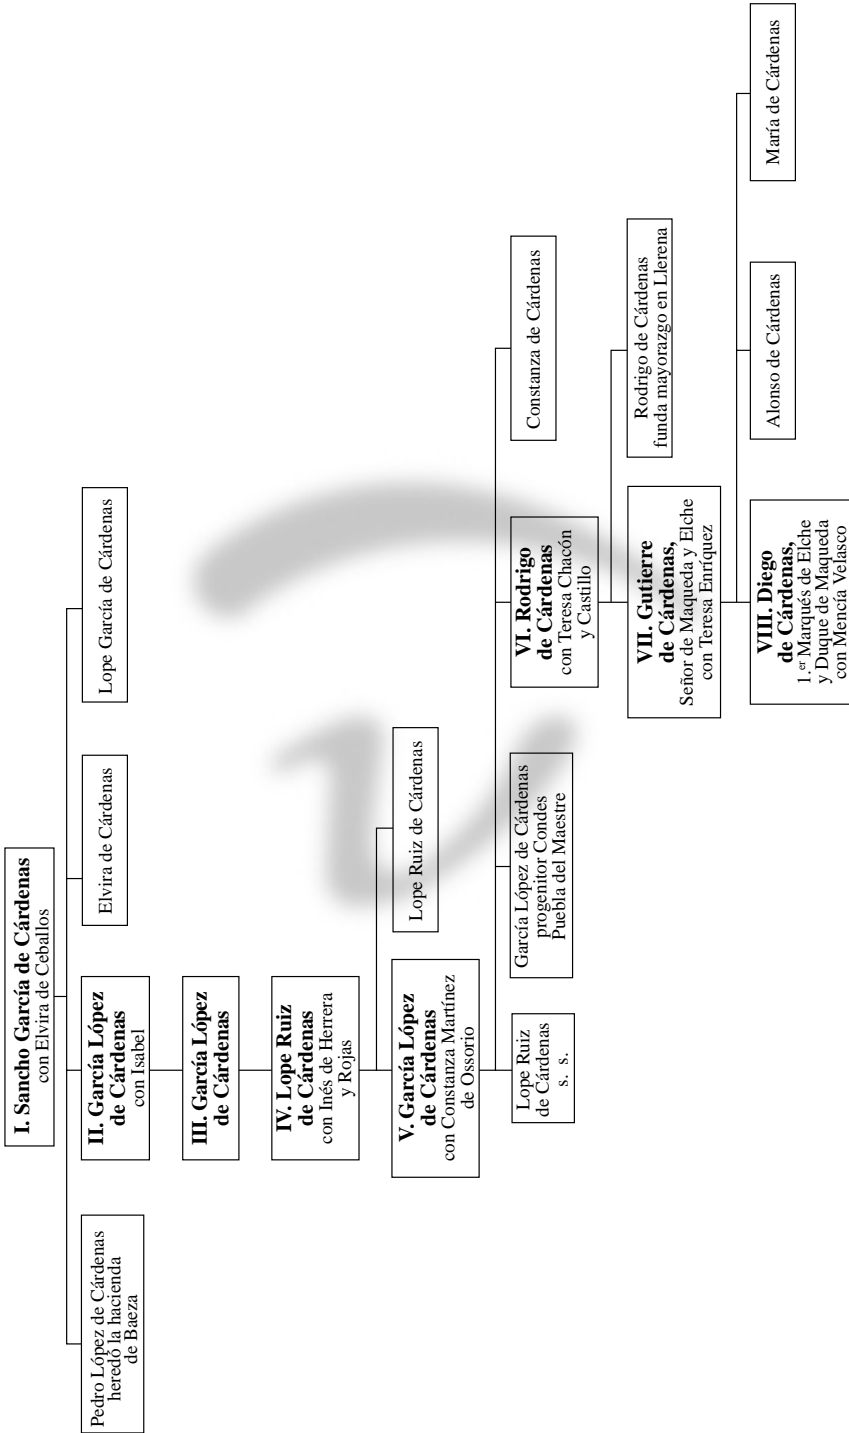 I. Sancho García de Cárdenas
con Elvira de Ceballos
Pedro López de Cárdenas
heredó la hacienda
de Baeza
II. García López
de Cárdenas
con Isabel
Elvira de Cárdenas
Lope García de Cárdenas
III. García López
de Cárdenas
IV. Lope Ruiz
de Cárdenas
con Inés de Herrera
y Rojas
V. García López
de Cárdenas
con Constanza Martínez
de Ossorio
Lope Ruiz de Cárdenas
Lope Ruiz
de Cárdenas
s. s.
García López de Cárdenas
progenitor Condes
Puebla del Maestre
VI. Rodrigo
de Cárdenas
con Teresa Chacón
y Castillo
Constanza de Cárdenas
VII. Gutierre
de Cárdenas,
Señor de Maqueda y Elche
con Teresa Enríquez
Rodrigo de Cárdenas
funda mayorazgo en Llerena
VIII. Diego
de Cárdenas,
1.er Marqués de Elche
y Duque de Maqueda
con Mencía Velasco
Alonso de Cárdenas
María de Cárdenas